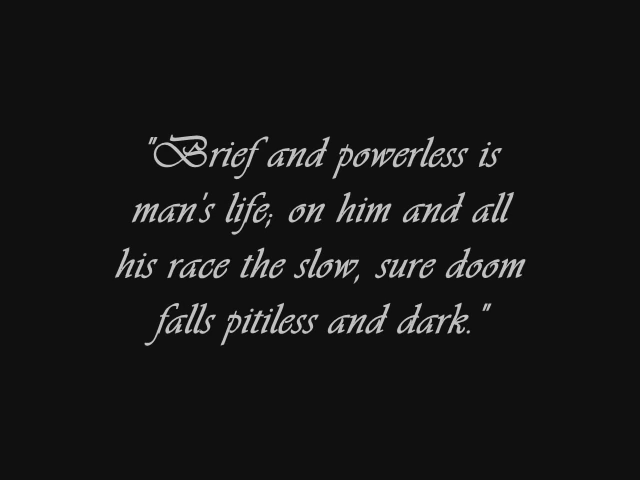 "Brief and powerless is
man's life; on him and all
his race the slow, sure doom
falls pitiless and dark."